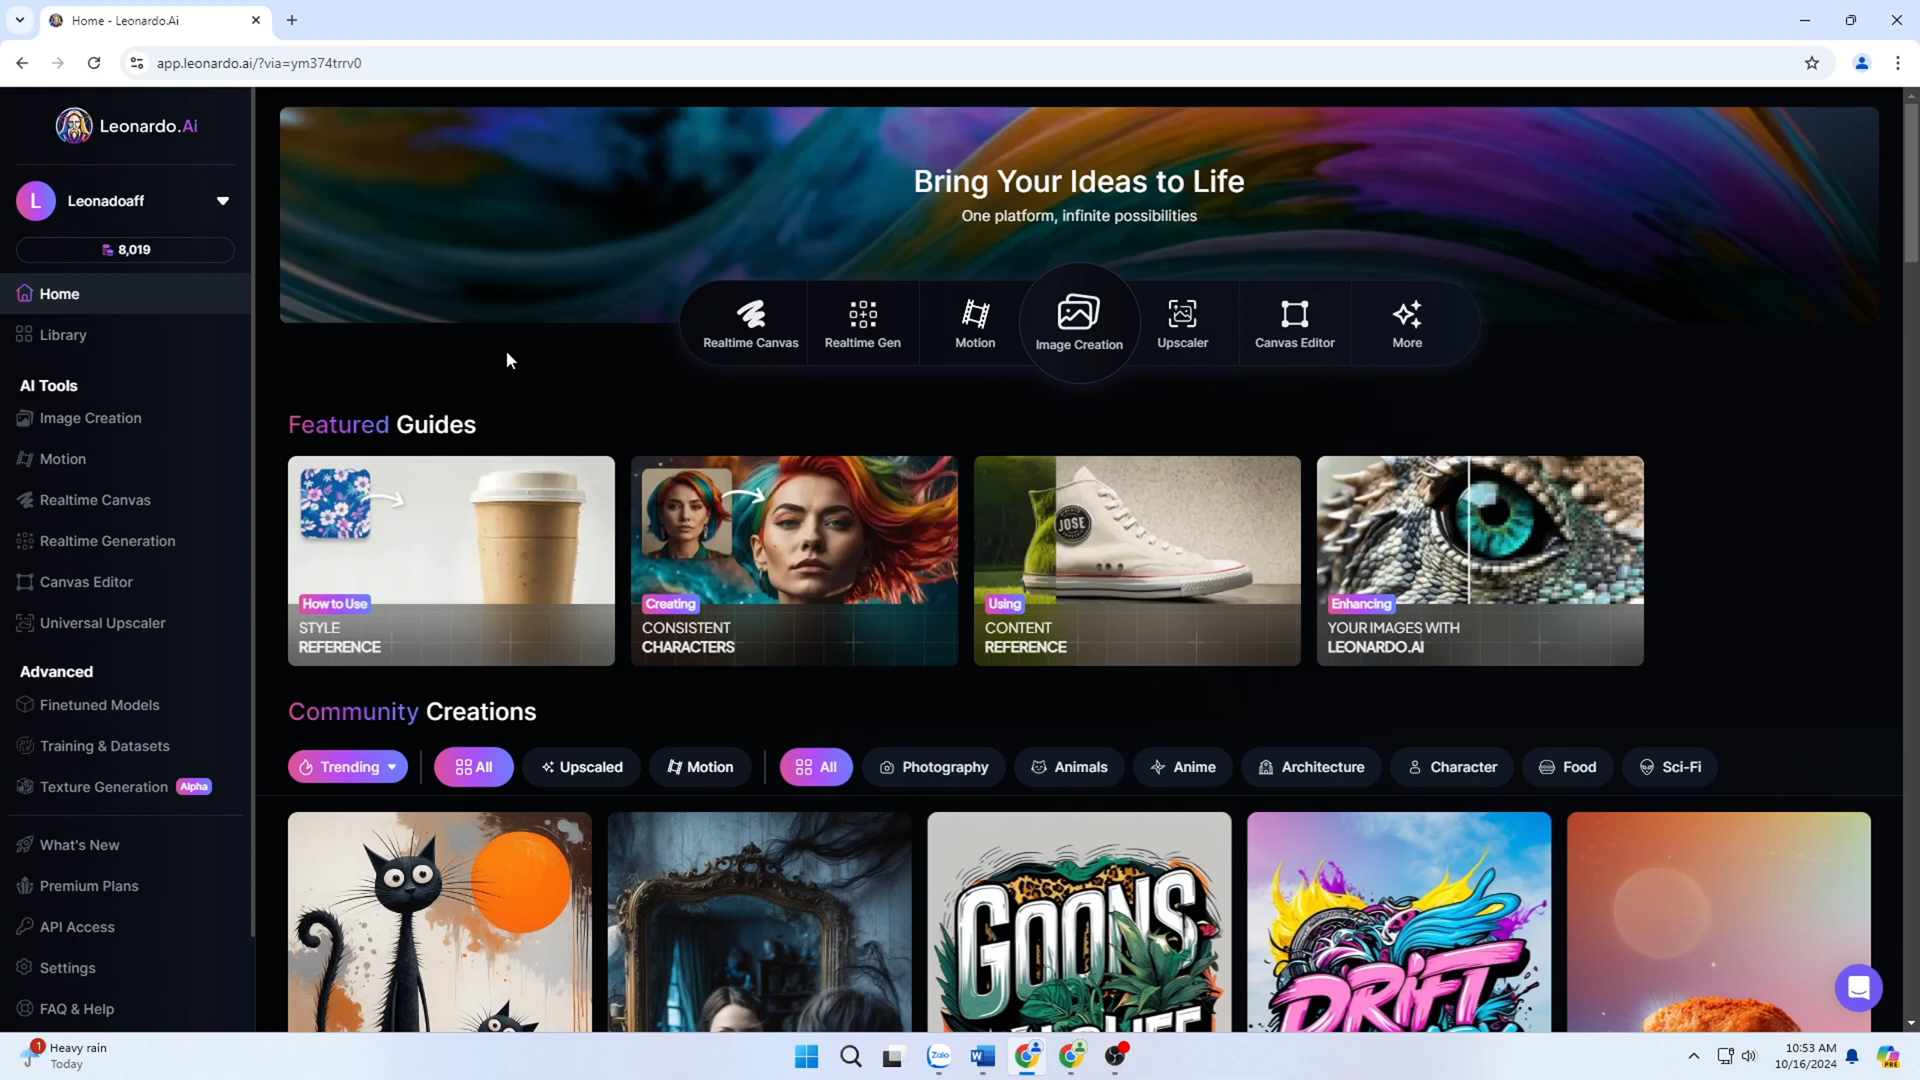 Home - Leonardo.Ai
app.leonardo.ai/?via=ym374trrv0
Leonardo.Ai
L
Leonadoaff
8,019
Home
Library
AI Tools
Image Creation
Motion
Realtime Canvas
Realtime Generation
Canvas Editor
Universal Upscaler
Advanced
Finetuned Models
Training & Datasets
Texture Generation Alpha
What's New
Premium Plans
API Access
Settings
FAQ & Help
Bring Your Ideas to Life
One platform, infinite possibilities
Realtime Canvas
Realtime Gen
Motion
Image Creation
Upscaler
Canvas Editor
More
Featured Guides
How to Use
STYLE
REFERENCE
Creating
CONSISTENT
CHARACTERS
JOSE
Using
CONTENT
REFERENCE
Enhancing
YOUR IMAGES WITH
LEONARDO.AI
Community Creations
Trending
All
Upscaled
Motion
All
Photography
Animals
Anime
Architecture
Character
Food
Sci-Fi
GOONS
DRIFT
1
Heavy rain
Today
Zalo
W
10:53 AM
10/16/2024
PRE